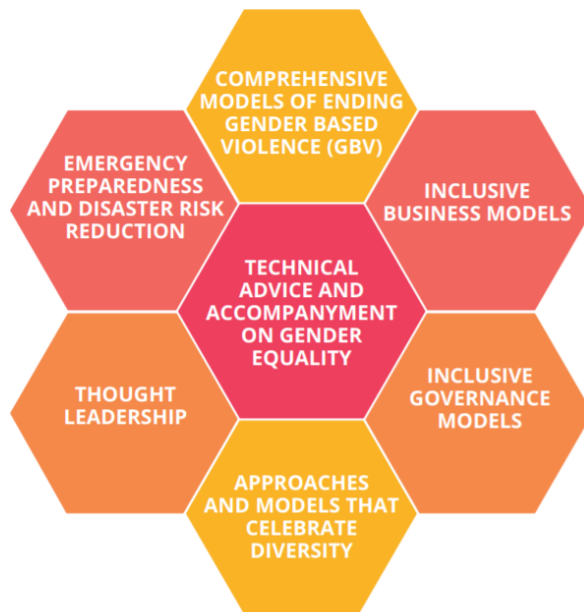 COMPREHENSIVE
MODELS OF ENDING
GENDER BASED
VIOLENCE (GBV)
EMERGENCY
PREPAREDNESS
AND DISASTER RISK
REDUCTION
INCLUSIVE
BUSINESS MODELS
TECHNICAL
ADVICE AND
ACCOMPANYMENT
ON GENDER
EQUALITY
THOUGHT
LEADERSHIP
INCLUSIVE
GOVERNANCE
MODELS
APPROACHES
AND MODELS THAT
CELEBRATE
DIVERSITY